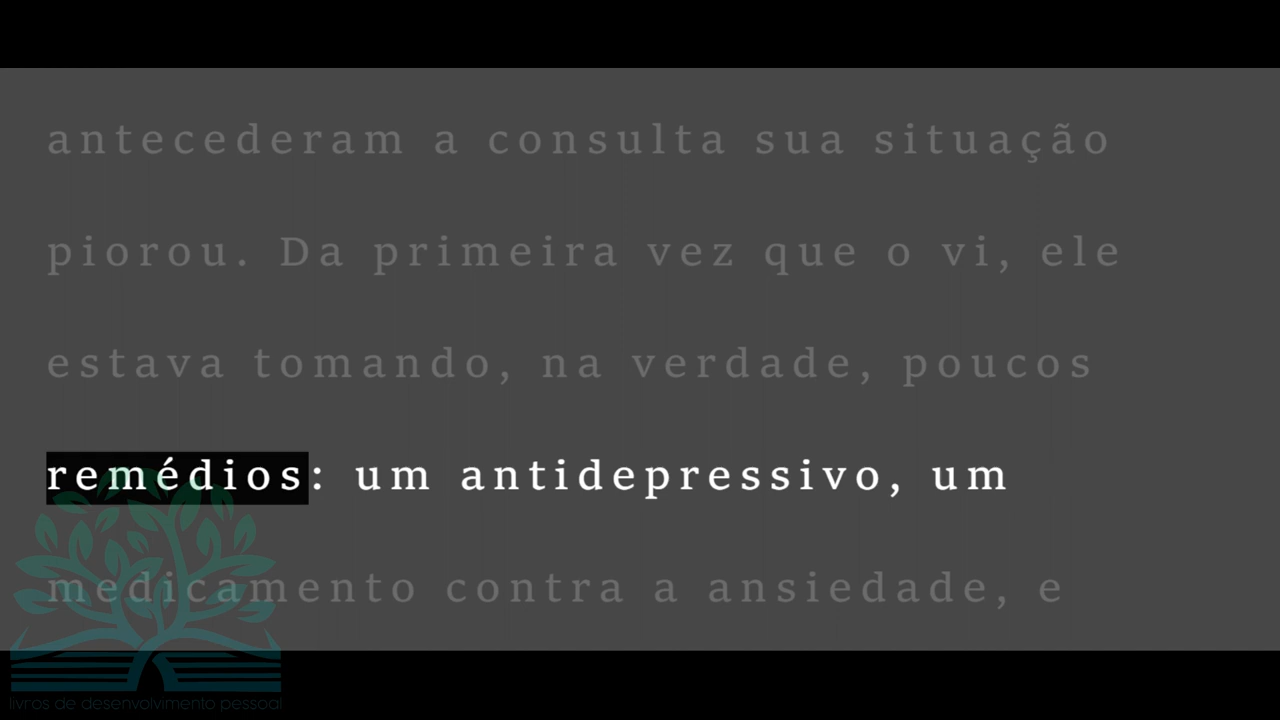 antecederam a consulta sua situação
piorou. Da primeira vez que o vi, ele
estava tomando, na verdade, poucos
remédios: um antidepressivo, um
medicamento contra a ansiedade, e
livros de desenvolvimento pessoal